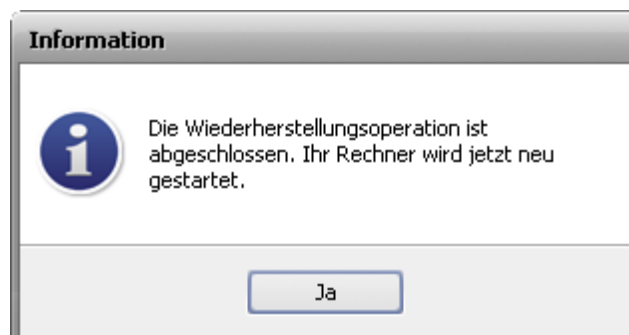 Information
Die Wiederherstellungsoperation ist
abgeschlossen. Ihr Rechner wird jetzt neu
gestartet.
Ja